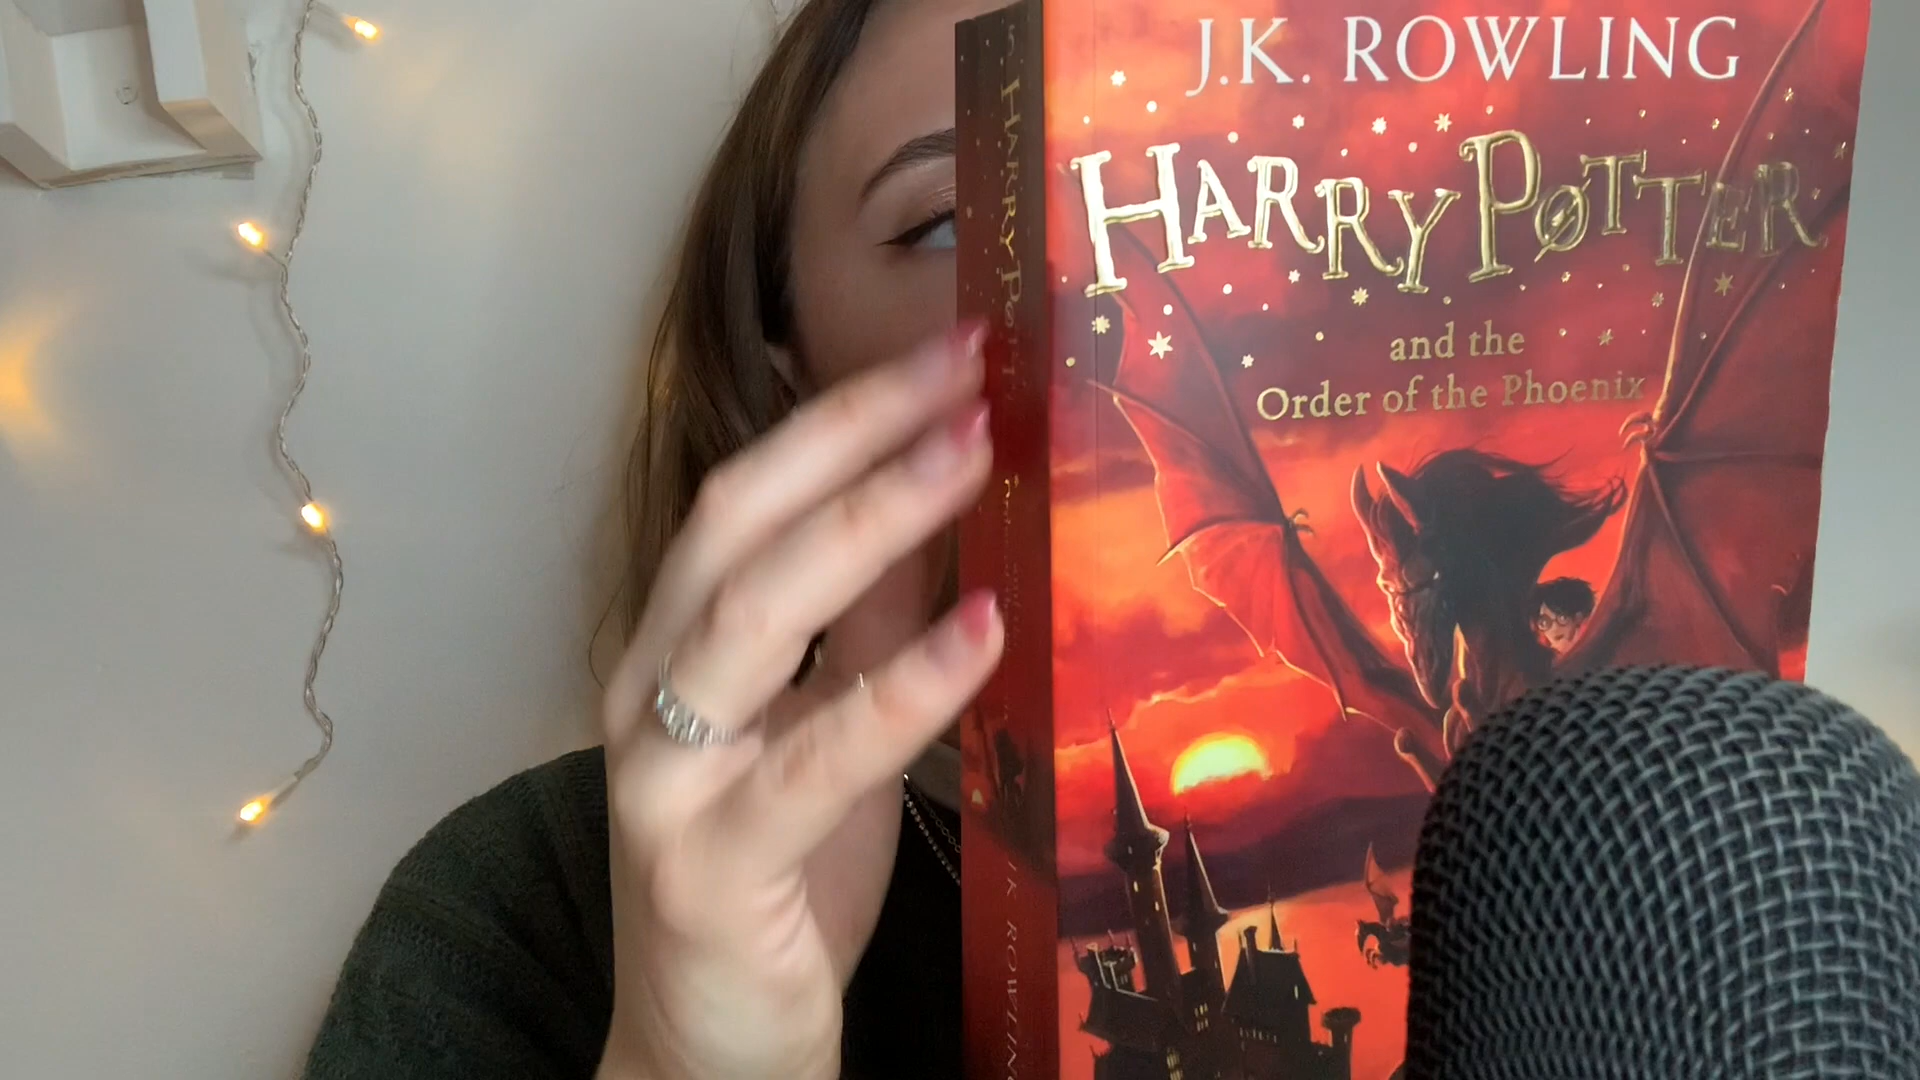 J.K. ROWLING
HARRY POTTER
and the
Order of the Phoenix
HARRY POTTER
J.K. ROWLING